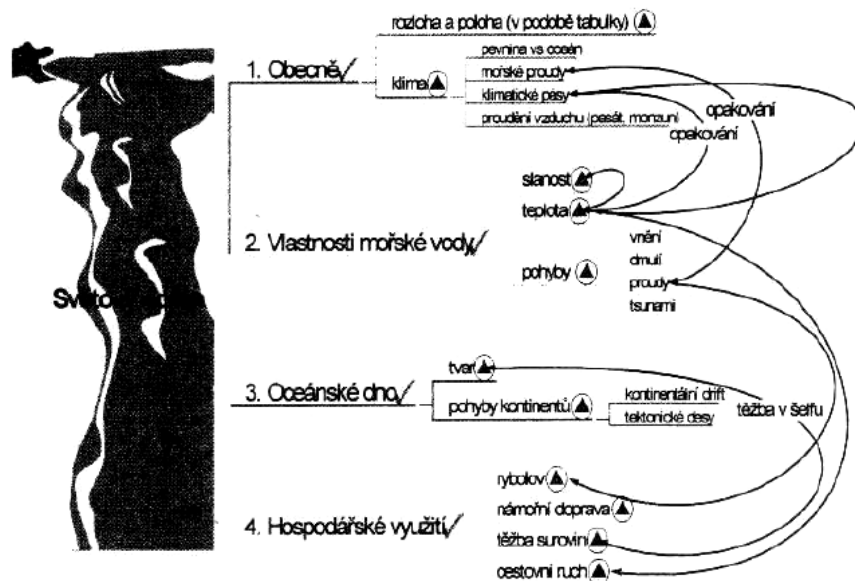 rozloha a poloha (v podobě tabulky)
1. Obecně
pevnina vs oceán
klima
mořské proudy
klimatické pásy
opakování
proudění vzduchu (pasát, monzun)
opakování
slanost
teplota
2. Vlastnosti mořské vody
vnění
dmutí
pohyby
proudy
tsunami
tvar
3. Oceánské dno
kontinentální drift
pohyby kontinentů
těžba v šelfu
tektonické desy
rybolov
námořní doprava
4. Hospodářské využití
těžba surovin
cestovní ruch